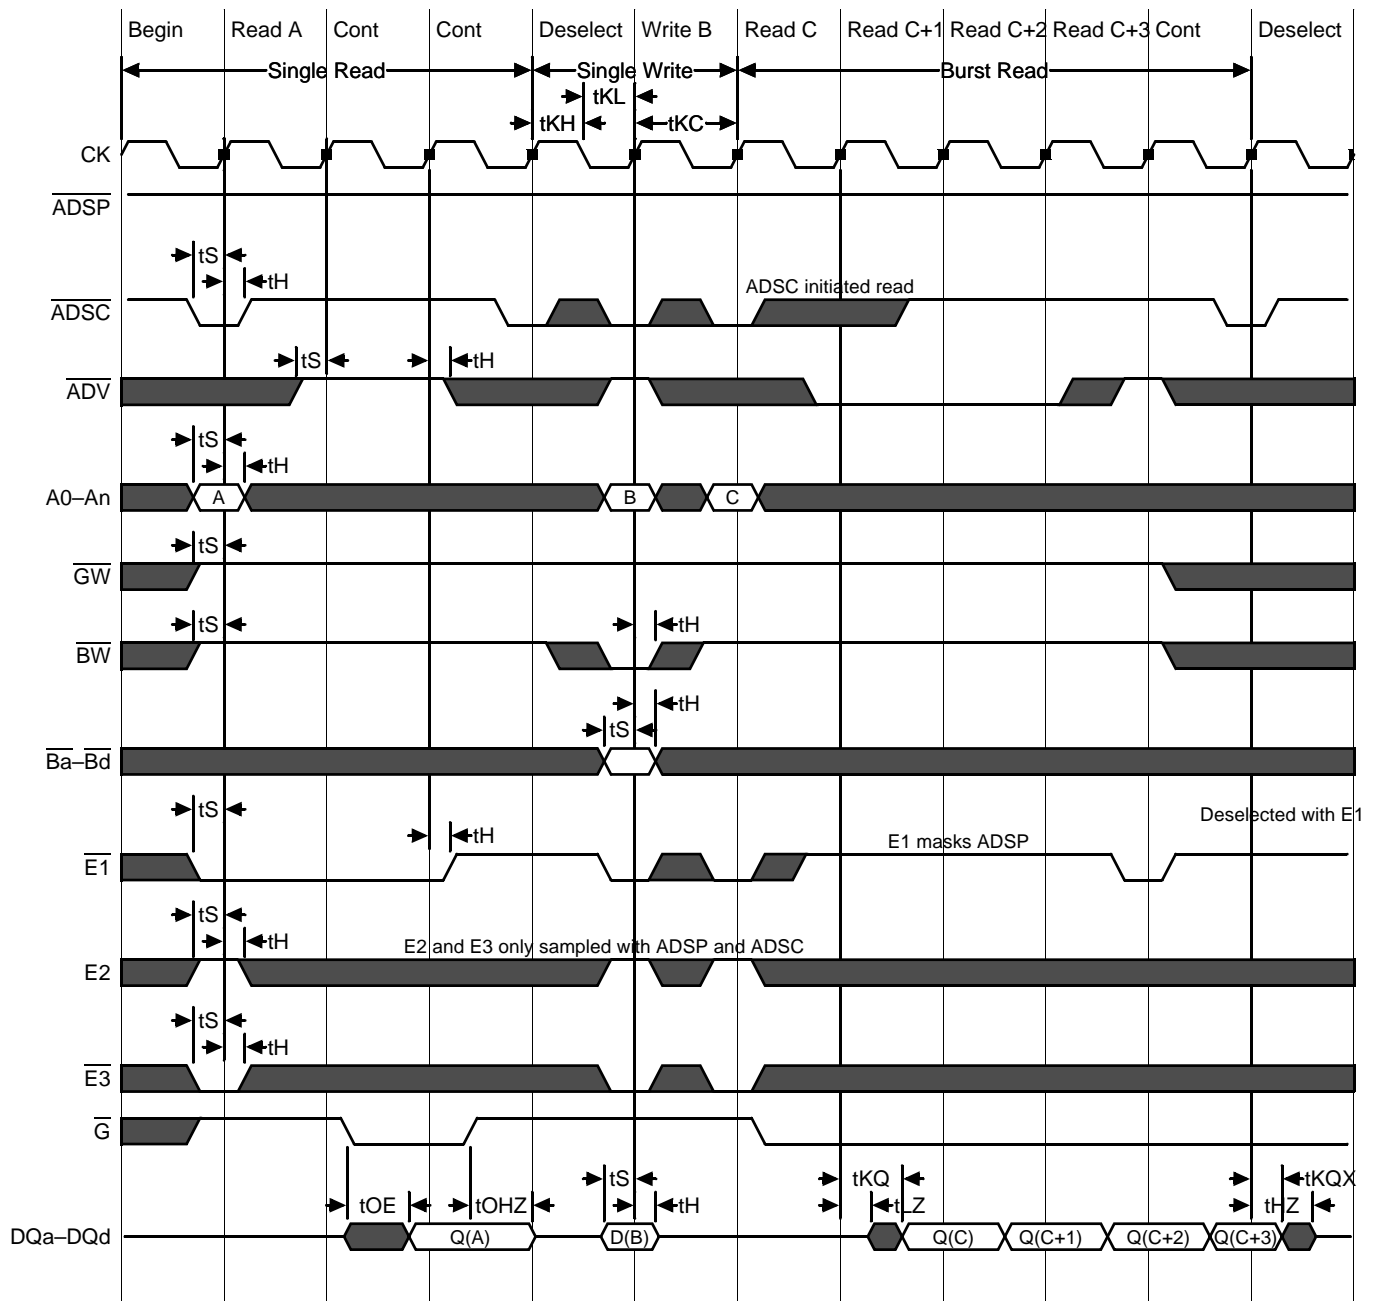 Begin Read A Cont Cont Deselect Write B Read C Read C+1 Read C+2 Read C+3 Cont Deselect
Single Read Single Write Burst Read
tKL
tKH tKC
CK
ADSP
tS
tH
ADSC initiated read
ADSC
tS tH
ADV
tS
tH
A0–An A B C
tS
GW
tS tH
BW
tH
tS
Ba–Bd
tS Deselected with E1
tH E1 masks ADSP
E1
tS
tH E2 and E3 only sampled with ADSP and ADSC
E2
tS
tH
E3
G
tS tKQ tKQX
tOE tOHZ tH tLZ tHZ
DQa–DQd Q(A) D(B) Q(C) Q(C+1) Q(C+2) Q(C+3)